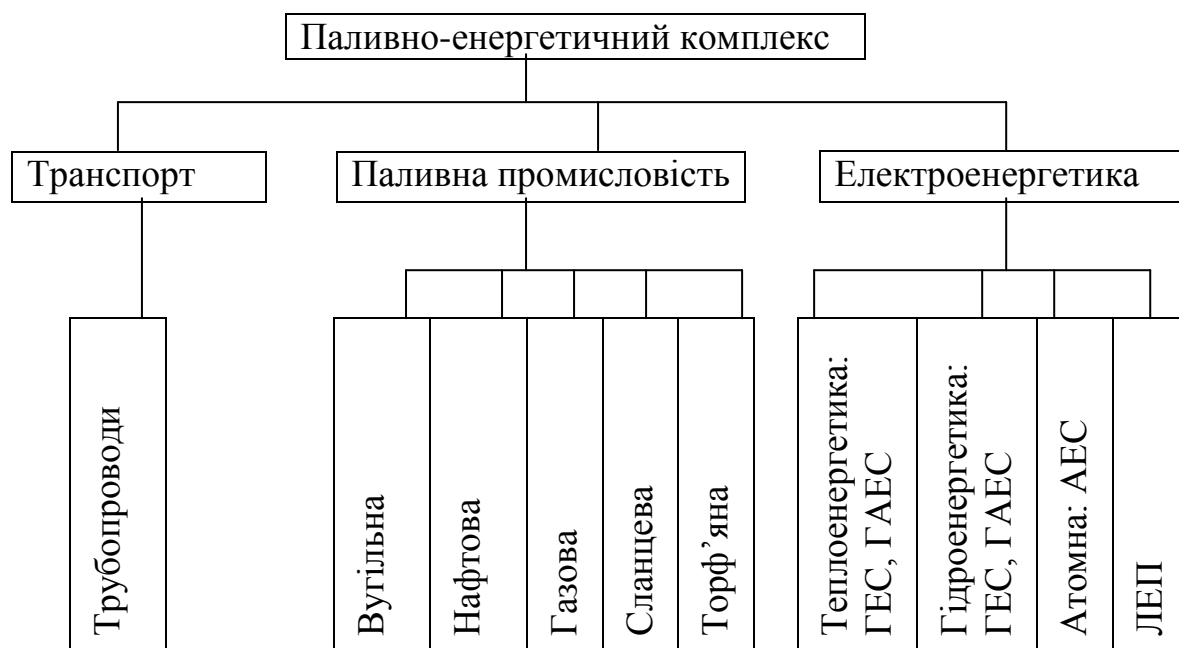 Паливно-енергетичний комплекс
Транспорт
Паливна промисловість
Електроенергетика
Трубопроводи
Вугільна
Нафтова
Газова
Сланцева
Торф’яна
Теплоенергетика:
ГЕС, ГАЕС
Гідроенергетика:
ГЕС, ГАЕС
Атомна: АЕС
ЛЕП